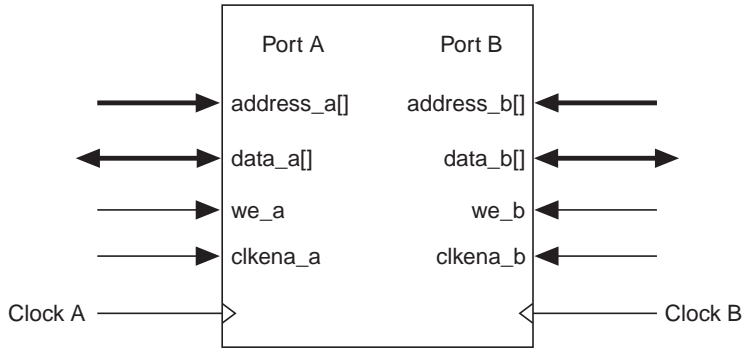 Port A Port B
address_a[] address_b[]
data_a[] data_b[]
we_a we_b
clkena_a clkena_b
Clock A Clock B